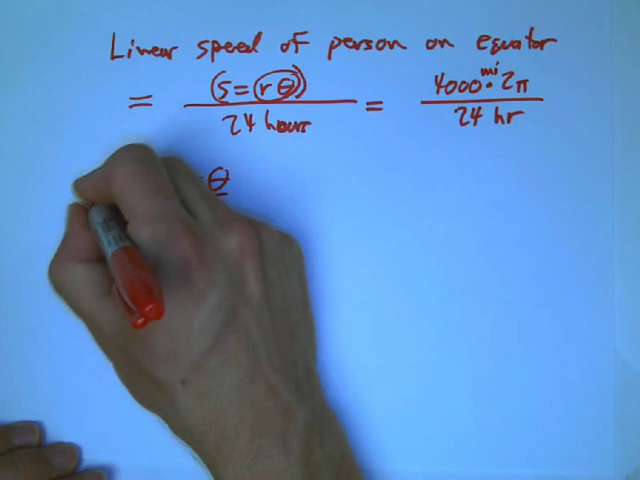 Linear speed of person on equator
= (s = rθ) / 24 hours = 4000 mi · 2π / 24 hr
θ